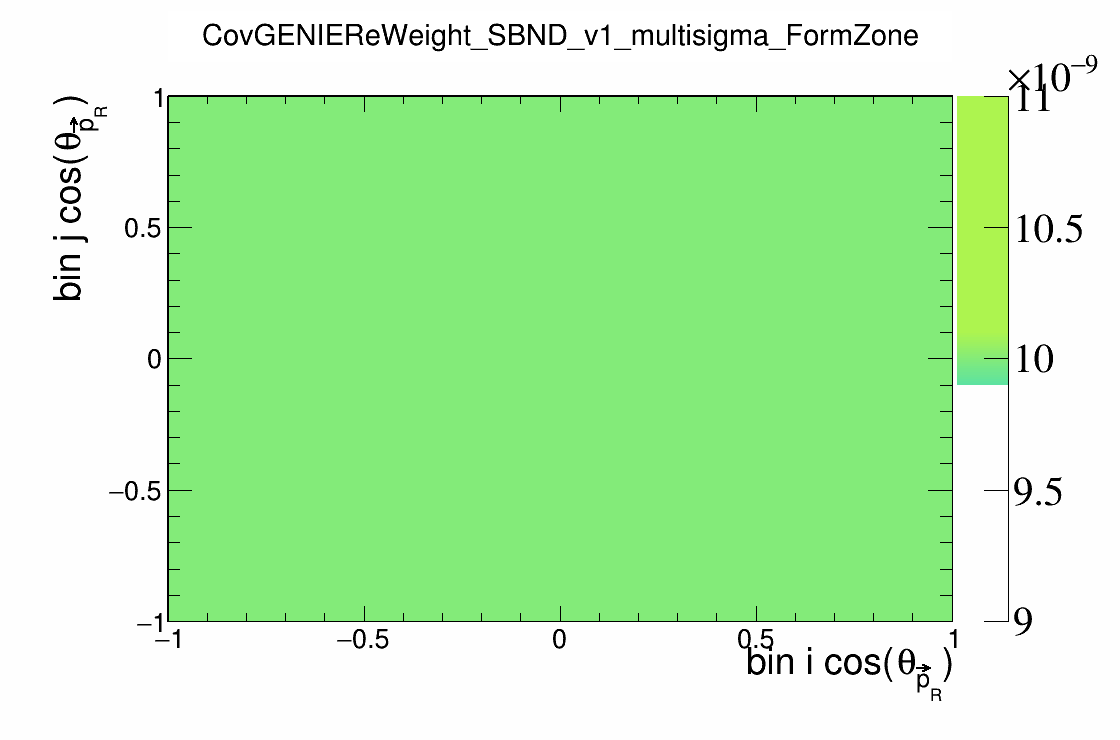 CovGENIEReWeight_SBND_v1_multisigma_FormZone
×10⁻⁹
bin j cos(θ_p⃗_R)
1
0.5
0
−0.5
−1
11
10.5
10
9.5
9
−1 −0.5 0 0.5 1
bin i cos(θ_p⃗_R)